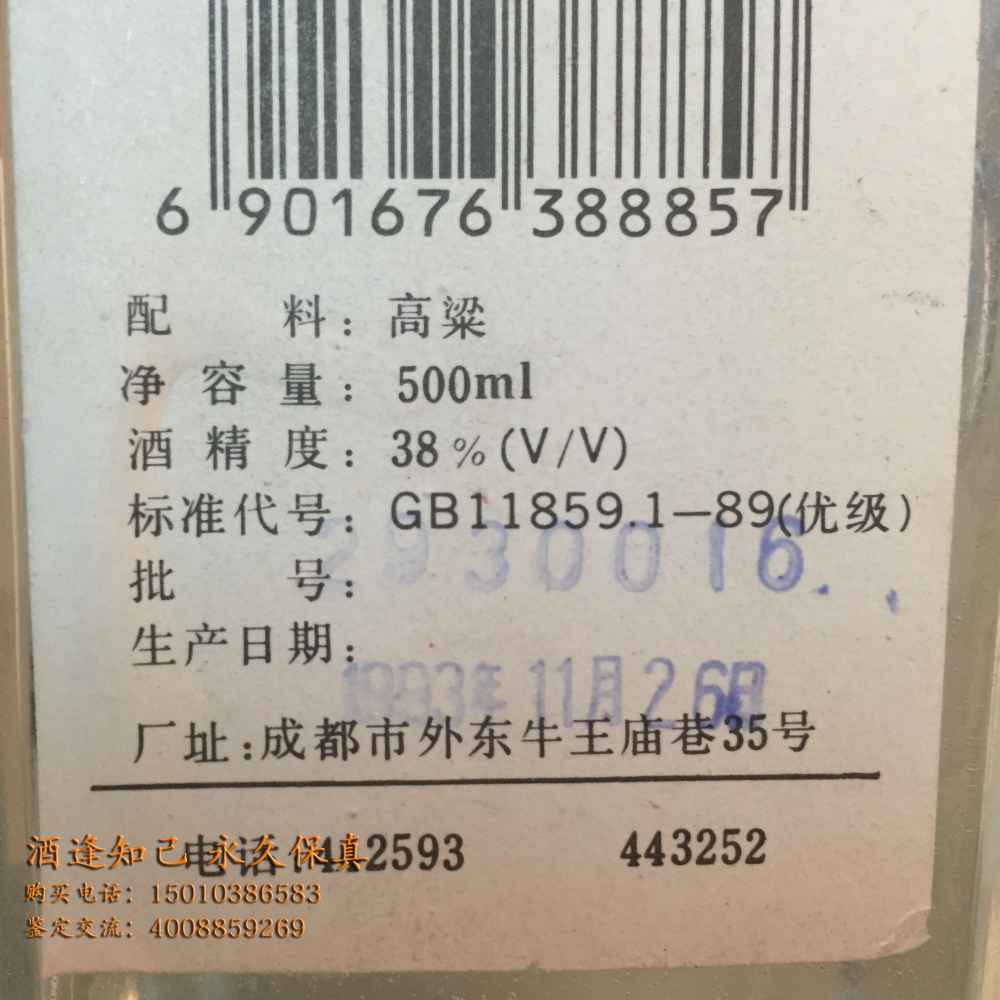 6 901676 388857
配 料：高粱
净 容 量：500ml
酒 精 度：38%(V/V)
标准代号：GB11859.1—89(优级)
批 号：2930016.
生产日期：1993年11月26日
厂址：成都市外东牛王庙巷35号
电话:442593 443252
酒逢知己 永久保真
购买电话：15010386583
鉴定交流：4008859269